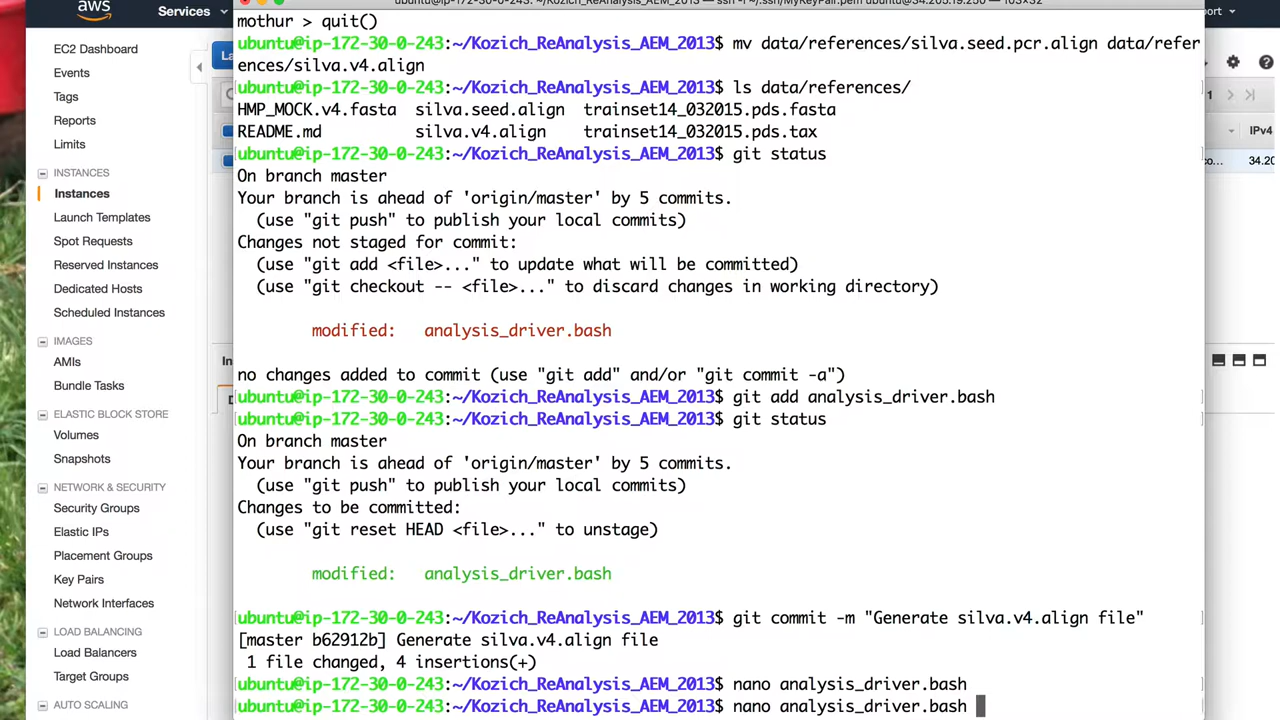 aws
Services
port
EC2 Dashboard
Events
Tags
Reports
Limits
INSTANCES
Instances
Launch Templates
Spot Requests
Reserved Instances
Dedicated Hosts
Scheduled Instances
IMAGES
AMIs
Bundle Tasks
ELASTIC BLOCK STORE
Volumes
Snapshots
NETWORK & SECURITY
Security Groups
Elastic IPs
Placement Groups
Key Pairs
Network Interfaces
LOAD BALANCING
Load Balancers
Target Groups
AUTO SCALING
mothur > quit()
ubuntu@ip-172-30-0-243:~/Kozich_ReAnalysis_AEM_2013$ mv data/references/silva.seed.pcr.align data/refer
ences/silva.v4.align
ubuntu@ip-172-30-0-243:~/Kozich_ReAnalysis_AEM_2013$ ls data/references/
HMP_MOCK.v4.fasta silva.seed.align trainset14_032015.pds.fasta
README.md silva.v4.align trainset14_032015.pds.tax
ubuntu@ip-172-30-0-243:~/Kozich_ReAnalysis_AEM_2013$ git status
On branch master
Your branch is ahead of 'origin/master' by 5 commits.
(use "git push" to publish your local commits)
Changes not staged for commit:
(use "git add <file>..." to update what will be committed)
(use "git checkout -- <file>..." to discard changes in working directory)
modified: analysis_driver.bash
no changes added to commit (use "git add" and/or "git commit -a")
ubuntu@ip-172-30-0-243:~/Kozich_ReAnalysis_AEM_2013$ git add analysis_driver.bash
ubuntu@ip-172-30-0-243:~/Kozich_ReAnalysis_AEM_2013$ git status
On branch master
Your branch is ahead of 'origin/master' by 5 commits.
(use "git push" to publish your local commits)
Changes to be committed:
(use "git reset HEAD <file>..." to unstage)
modified: analysis_driver.bash
ubuntu@ip-172-30-0-243:~/Kozich_ReAnalysis_AEM_2013$ git commit -m "Generate silva.v4.align file"
[master b62912b] Generate silva.v4.align file
1 file changed, 4 insertions(+)
ubuntu@ip-172-30-0-243:~/Kozich_ReAnalysis_AEM_2013$ nano analysis_driver.bash
ubuntu@ip-172-30-0-243:~/Kozich_ReAnalysis_AEM_2013$ nano analysis_driver.bash
1
IPv4
co... 34.20